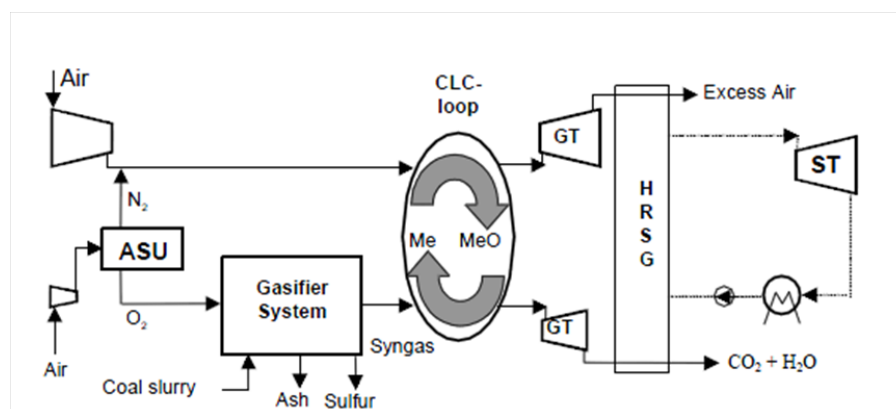 Air
CLC-
loop
GT
Excess Air
ST
N₂
H
R
S
G
Me
MeO
ASU
Gasifier
System
O₂
Syngas
GT
Air
Coal slurry
Ash
Sulfur
CO₂ + H₂O